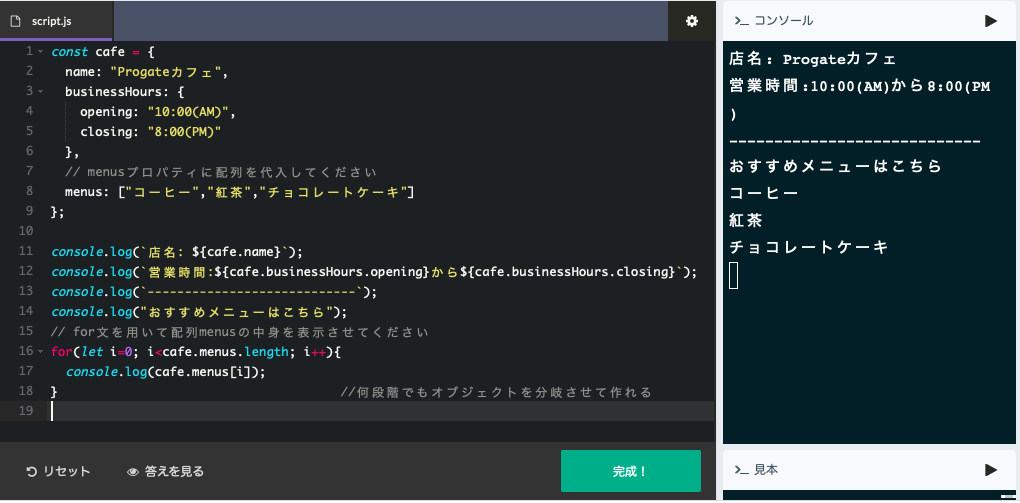 script.js
1 const cafe = {
2 name: "Progateカフェ",
3 businessHours: {
4 opening: "10:00(AM)",
5 closing: "8:00(PM)"
6 },
7 // menusプロパティに配列を代入してください
8 menus: ["コーヒー","紅茶","チョコレートケーキ"]
9 };
10
11 console.log(`店名: ${cafe.name}`);
12 console.log(`営業時間:${cafe.businessHours.opening}から${cafe.businessHours.closing}`);
13 console.log(`----------------------------`);
14 console.log("おすすめメニューはこちら");
15 // for文を用いて配列menusの中身を表示させてください
16 for(let i=0; i<cafe.menus.length; i++){
17 console.log(cafe.menus[i]);
18 } //何段階でもオブジェクトを分岐させて作れる
19
リセット
答えを見る
完成！
>_ コンソール
店名: Progateカフェ
営業時間:10:00(AM)から8:00(PM
)
----------------------------
おすすめメニューはこちら
コーヒー
紅茶
チョコレートケーキ
>_ 見本